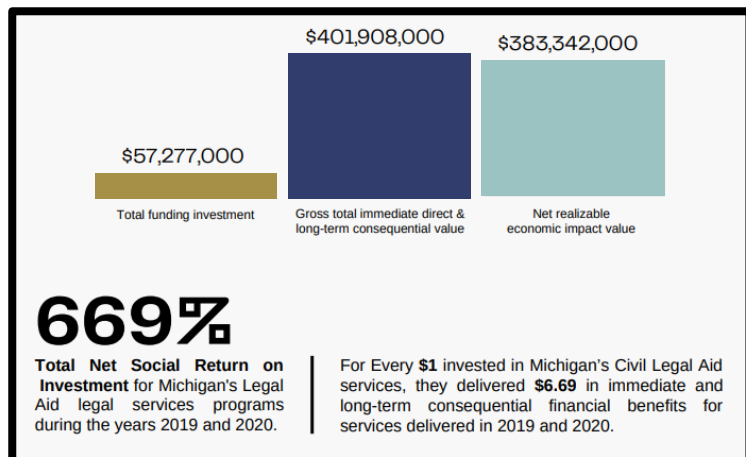 $401,908,000
$383,342,000
$57,277,000
Total funding investment
Gross total immediate direct &
long-term consequential value
Net realizable
economic impact value
669%
Total Net Social Return on
Investment for Michigan's Legal
Aid legal services programs
during the years 2019 and 2020.
For Every $1 invested in Michigan's Civil Legal Aid
services, they delivered $6.69 in immediate and
long-term consequential financial benefits for
services delivered in 2019 and 2020.